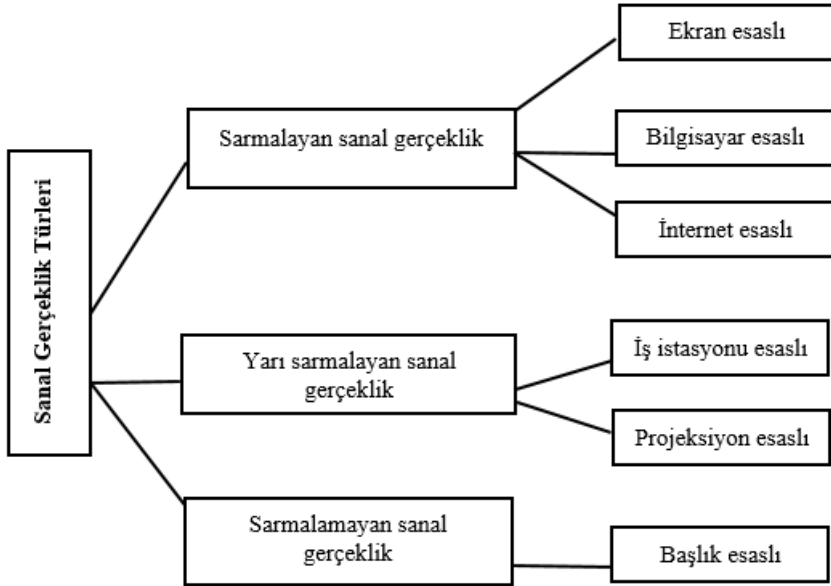 Sanal Gerçeklik Türleri
Sarmalayan sanal gerçeklik
Ekran esaslı
Bilgisayar esaslı
İnternet esaslı
Yarı sarmalayan sanal
gerçeklik
İş istasyonu esaslı
Projeksiyon esaslı
Sarmalamayan sanal
gerçeklik
Başlık esaslı